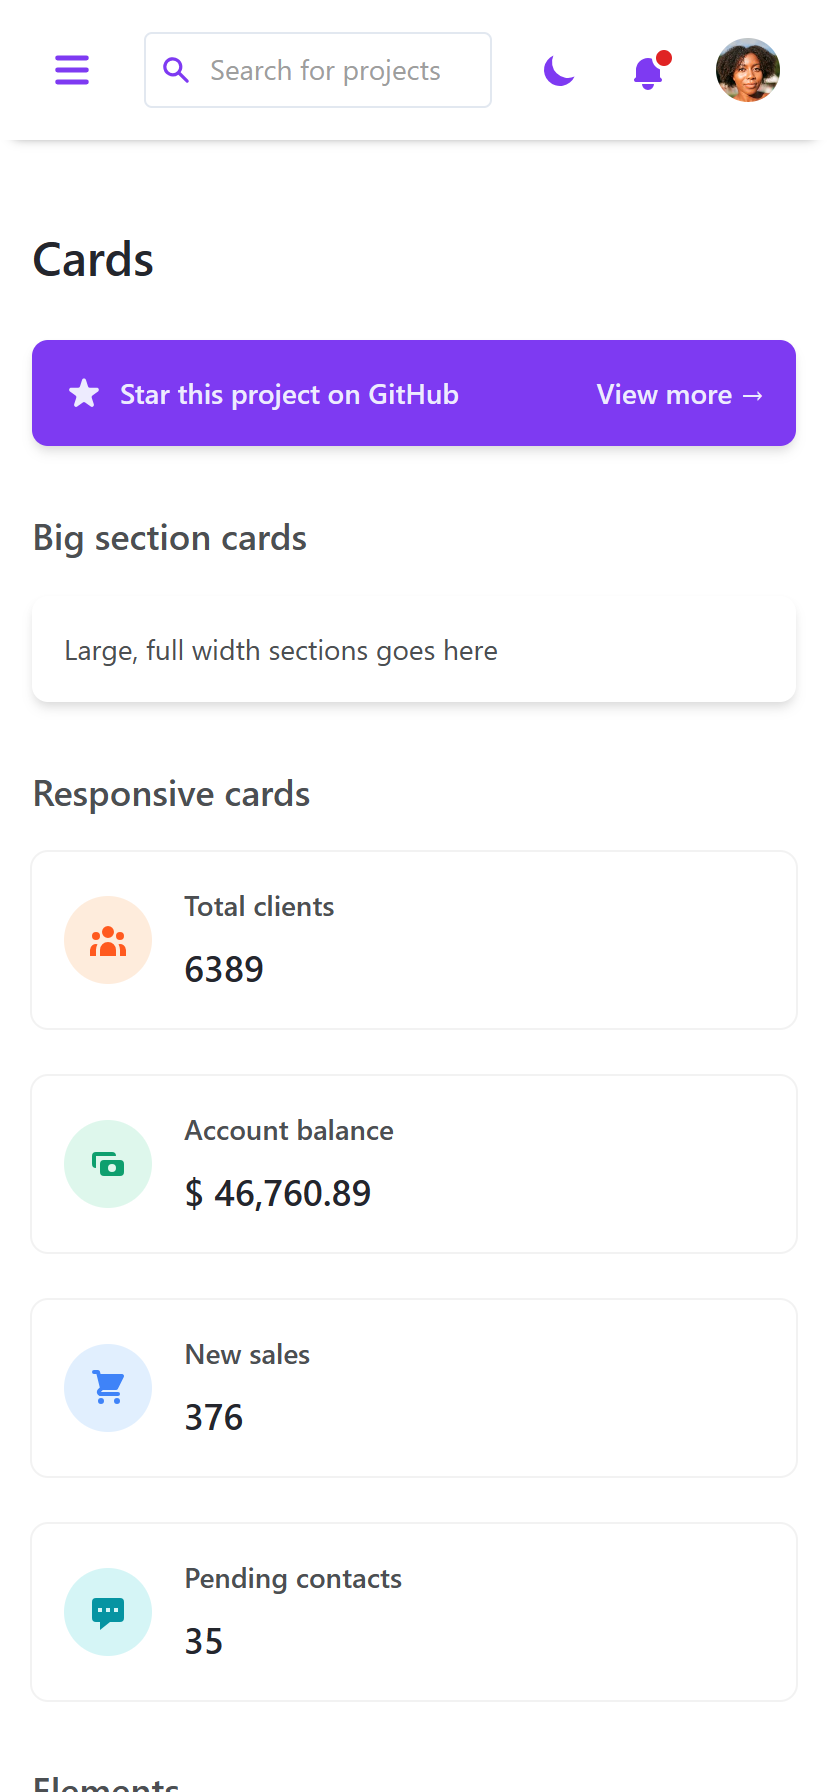 Search for projects
Cards
Star this project on GitHub View more →
Big section cards
Large, full width sections goes here
Responsive cards
Total clients
6389
Account balance
$ 46,760.89
New sales
376
Pending contacts
35
Elements